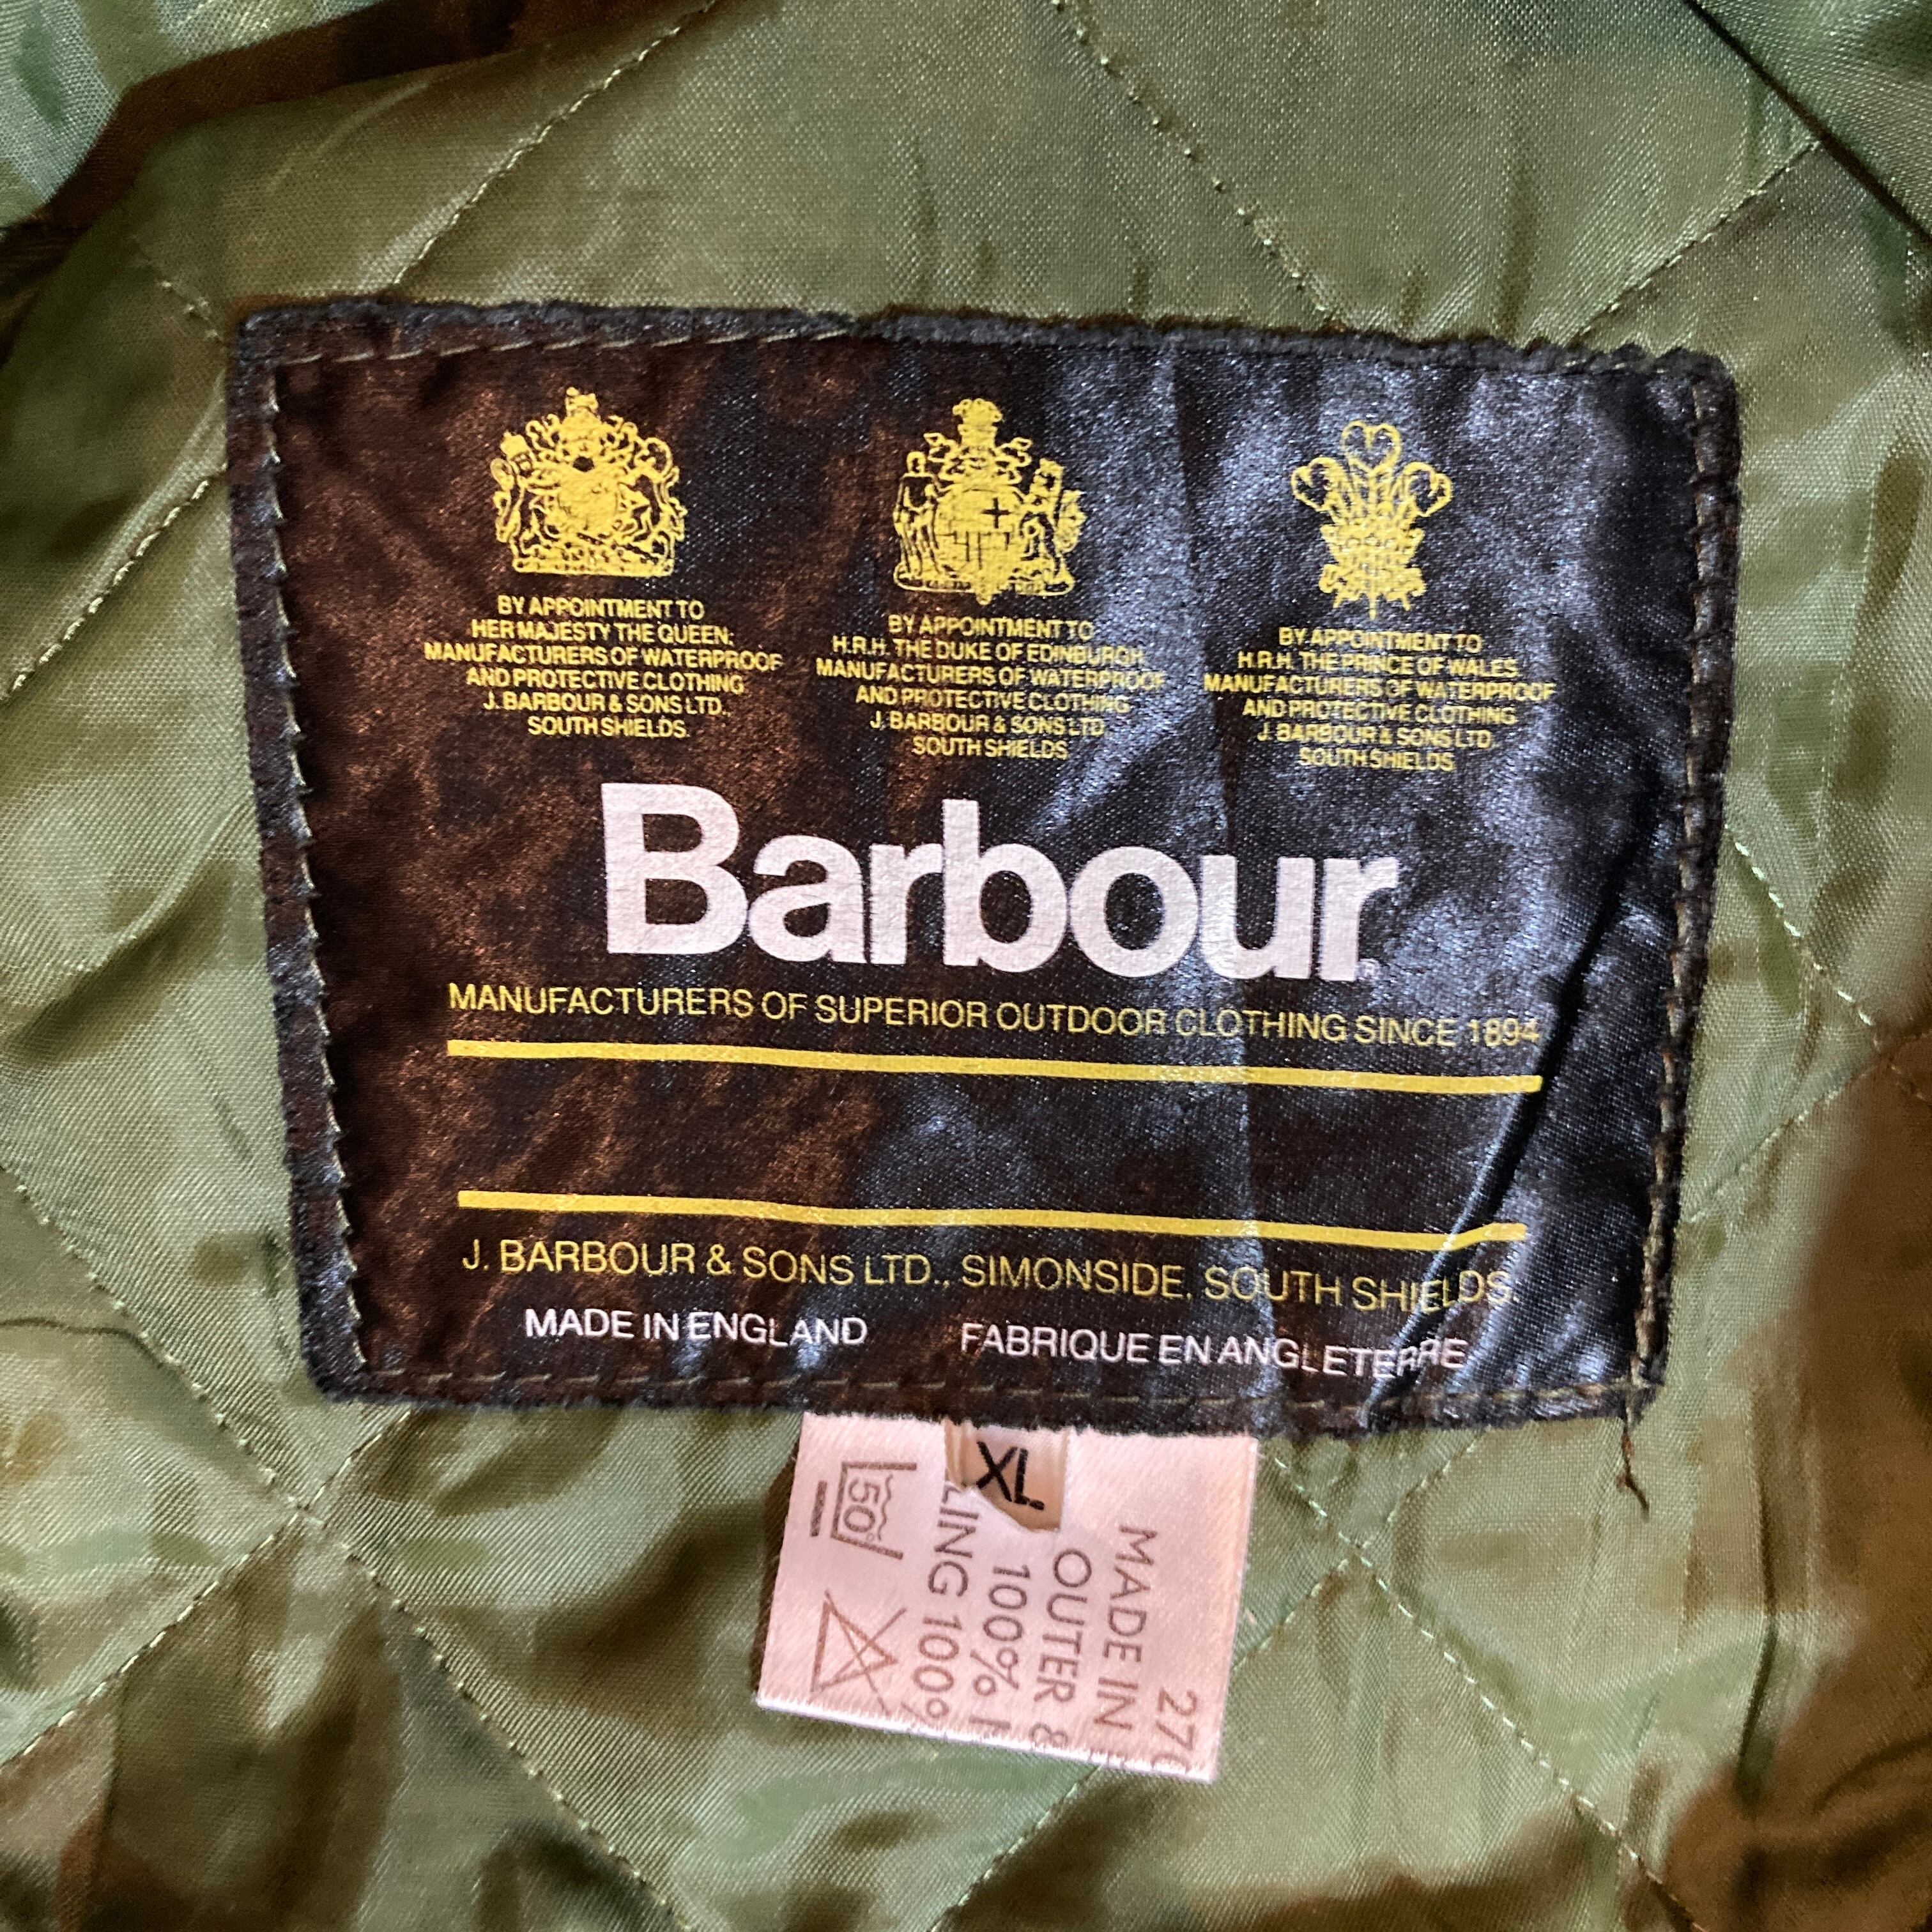 BY APPOINTMENT TO
HER MAJESTY THE QUEEN.
MANUFACTURERS OF WATERPROOF
AND PROTECTIVE CLOTHING
J. BARBOUR & SONS LTD.,
SOUTH SHIELDS.
BY APPOINTMENT TO
H.R.H. THE DUKE OF EDINBURGH
MANUFACTURERS OF WATERPROOF
AND PROTECTIVE CLOTHING
J. BARBOUR & SONS LTD.
SOUTH SHIELDS
BY APPOINTMENT TO
H.R.H. THE PRINCE OF WALES
MANUFACTURERS OF WATERPROOF
AND PROTECTIVE CLOTHING
J. BARBOUR & SONS LTD.
SOUTH SHIELDS
Barbour
MANUFACTURERS OF SUPERIOR OUTDOOR CLOTHING SINCE 1894
J. BARBOUR & SONS LTD., SIMONSIDE, SOUTH SHIELDS.
MADE IN ENGLAND FABRIQUE EN ANGLETERRE
XL
270
MADE IN
OUTER &
100%
LING 100%
50°